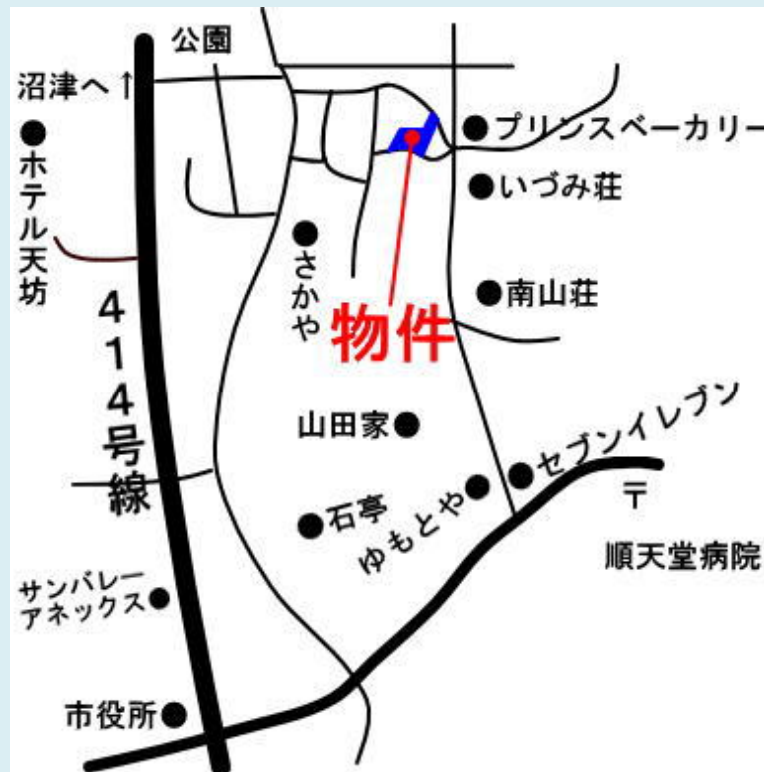 公園
沼津へ↑
プリンスベーカリー
ホテル天坊
いづみ荘
さかや
南山荘
物件
414号線
山田家
セブンイレブン
ゆもとや
石亭
〒
順天堂病院
サンバレー
アネックス
市役所